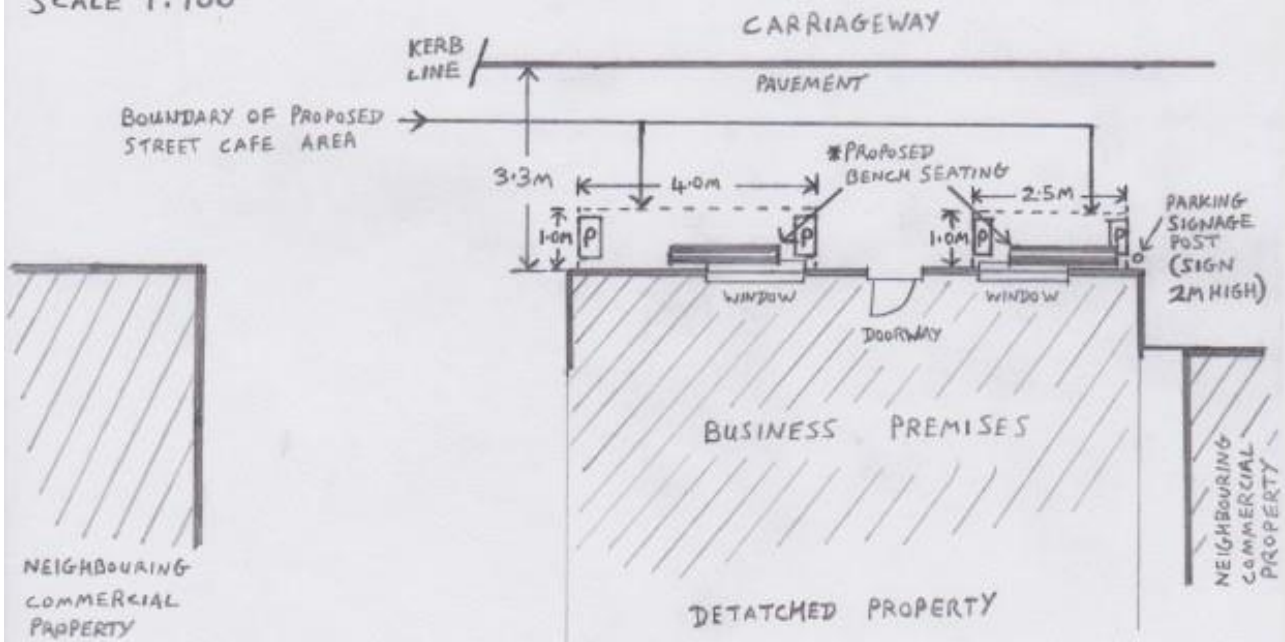 SCALE 1:100
CARRIAGEWAY
KERB
LINE
PAVEMENT
BOUNDARY OF PROPOSED
STREET CAFE AREA
*PROPOSED
BENCH SEATING
3.3M
4.0M
2.5M
PARKING
SIGNAGE
POST
(SIGN
2M HIGH)
1.0M
P
P
1.0M
P
P
WINDOW
WINDOW
DOORWAY
BUSINESS PREMISES
NEIGHBOURING
COMMERCIAL
PROPERTY
NEIGHBOURING
COMMERCIAL
PROPERTY
DETATCHED PROPERTY